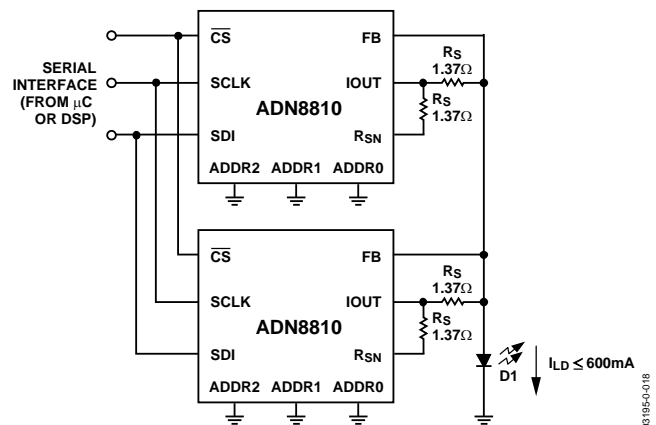 CS
FB
SERIAL
INTERFACE
(FROM μC
OR DSP)
SCLK
IOUT
RS
1.37Ω
ADN8810
RS
1.37Ω
SDI
RSN
ADDR2 ADDR1 ADDR0
CS
FB
RS
1.37Ω
SCLK
IOUT
ADN8810
RS
1.37Ω
SDI
RSN
D1
ILD ≤ 600mA
ADDR2 ADDR1 ADDR0
03195-0-018